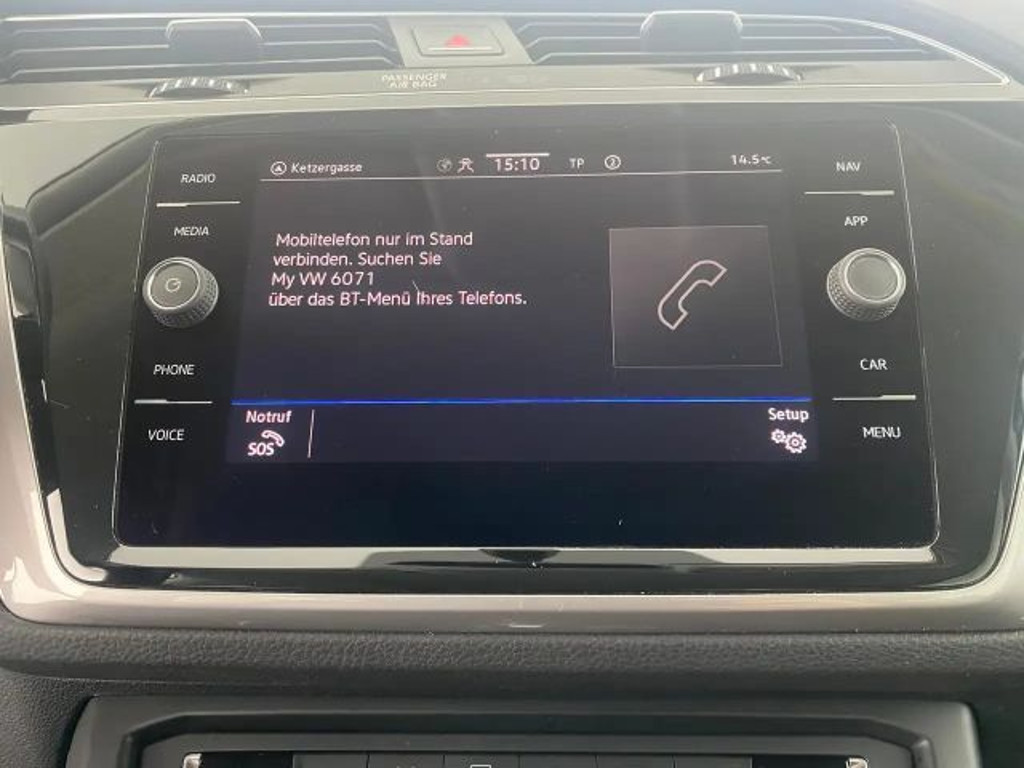 PASSENGER
AIR BAG
RADIO
Ketzergasse
15:10
TP
2
14.5°C
NAV
MEDIA
APP
Mobiltelefon nur im Stand
verbinden. Suchen Sie
My VW 6071
über das BT-Menü Ihres Telefons.
PHONE
CAR
VOICE
Notruf
SOS
Setup
MENU